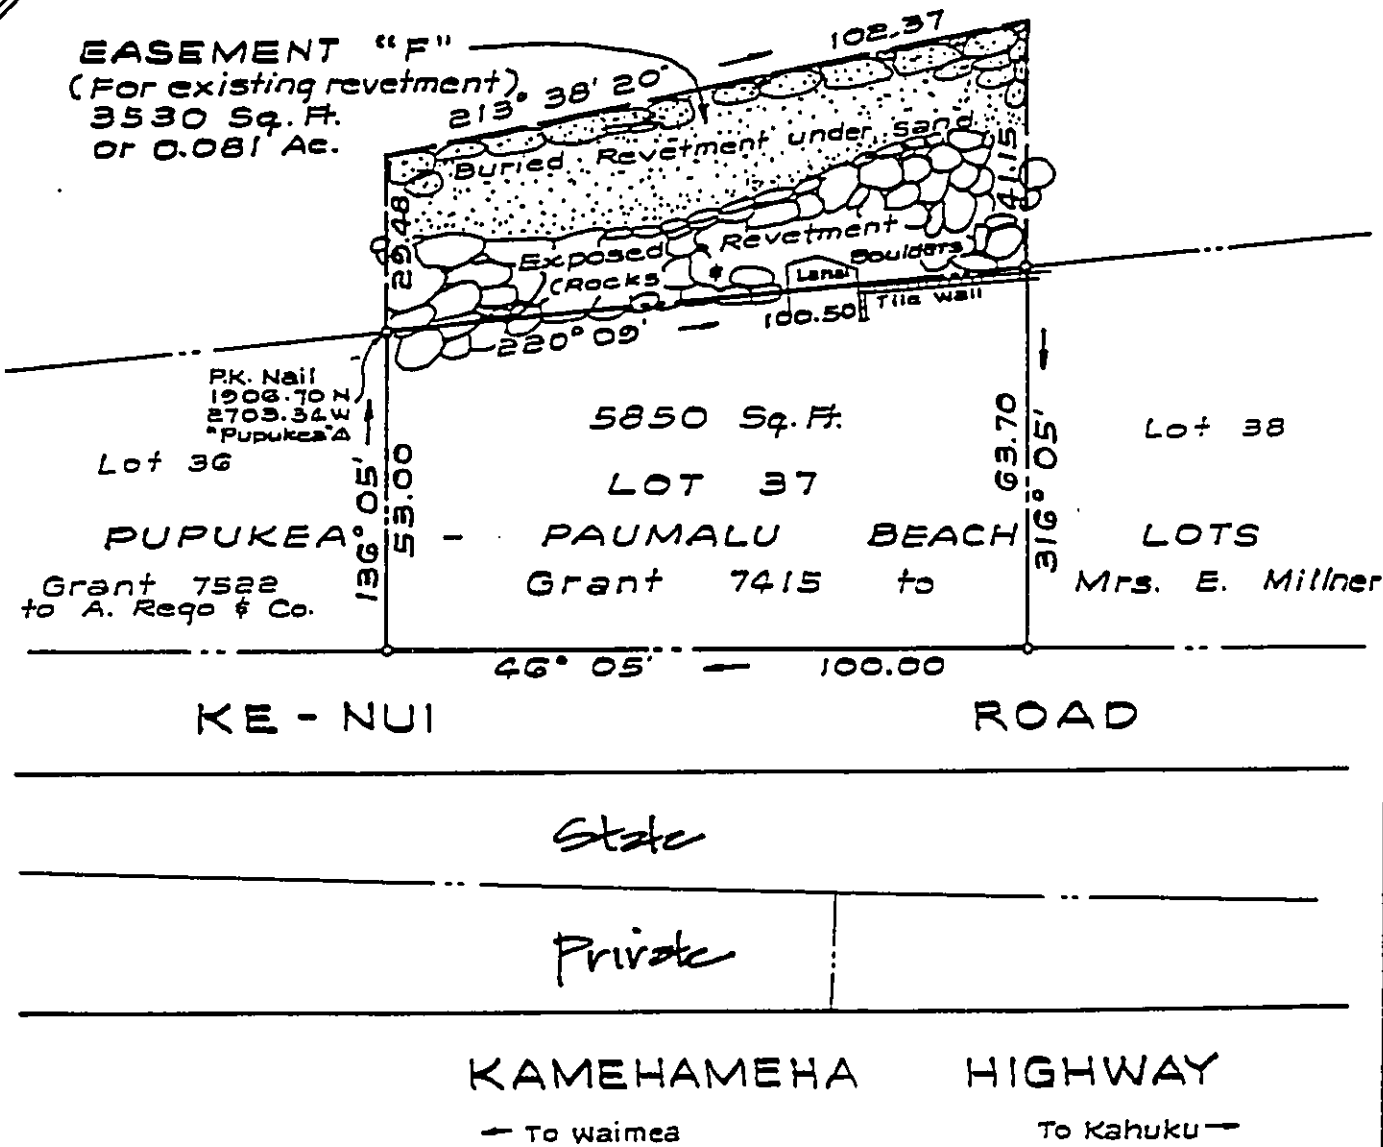 EASEMENT "F"
(For existing revetment)
3530 Sq. Ft.
or 0.081 Ac.
213° 38' 20"
102.37
Buried Revetment under sand
29.48
41.15
Exposed Revetment
(Rocks & Boulders
Lanai
Tile Wall
220° 09'
100.50
P.K. Nail
1906.70 N
2703.34 W
"Pupukea" Δ
5850 Sq. Ft.
Lot 36
LOT 37
Lot 38
136° 05'
53.00
63.70
316° 05'
PUPUKEA - PAUMALU BEACH LOTS
Grant 7522
to A. Rego & Co.
Grant 7415 to Mrs. E. Millner
46° 05'
100.00
KE - NUI ROAD
State
Private
KAMEHAMEHA HIGHWAY
← To Waimea
To Kahuku →